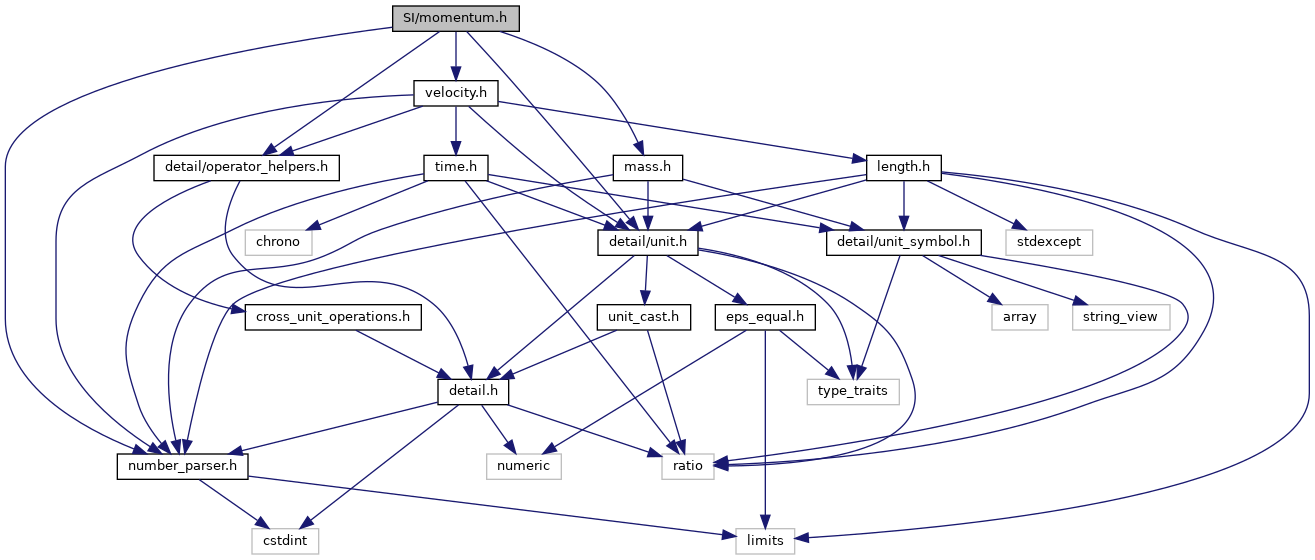 SI/momentum.h
velocity.h
detail/operator_helpers.h
time.h
mass.h
length.h
chrono
detail/unit.h
detail/unit_symbol.h
stdexcept
cross_unit_operations.h
unit_cast.h
eps_equal.h
array
string_view
detail.h
type_traits
number_parser.h
numeric
ratio
cstdint
limits